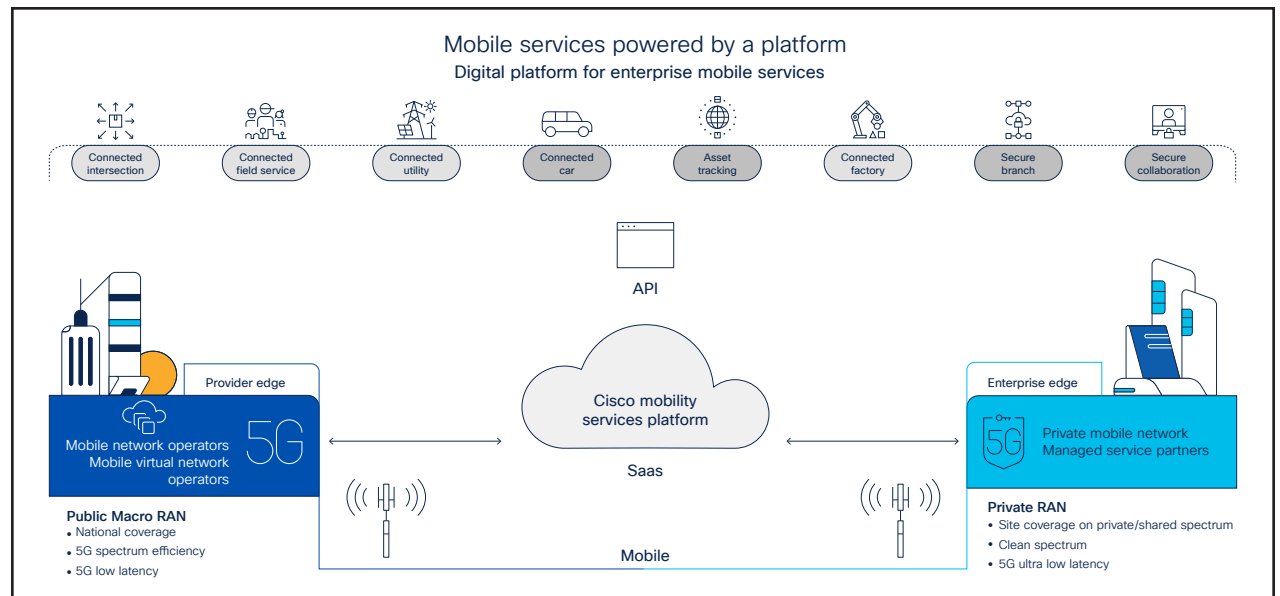 Mobile services powered by a platform
Digital platform for enterprise mobile services
Connected
intersection
Connected
field service
Connected
utility
Connected
car
Asset
tracking
Connected
factory
Secure
branch
Secure
collaboration
API
Provider edge
Mobile network operators
Mobile virtual network
operators
5G
Cisco mobility
services platform
Saas
Enterprise edge
5G
Private mobile network
Managed service partners
Public Macro RAN
• National coverage
• 5G spectrum efficiency
• 5G low latency
Mobile
Private RAN
• Site coverage on private/shared spectrum
• Clean spectrum
• 5G ultra low latency